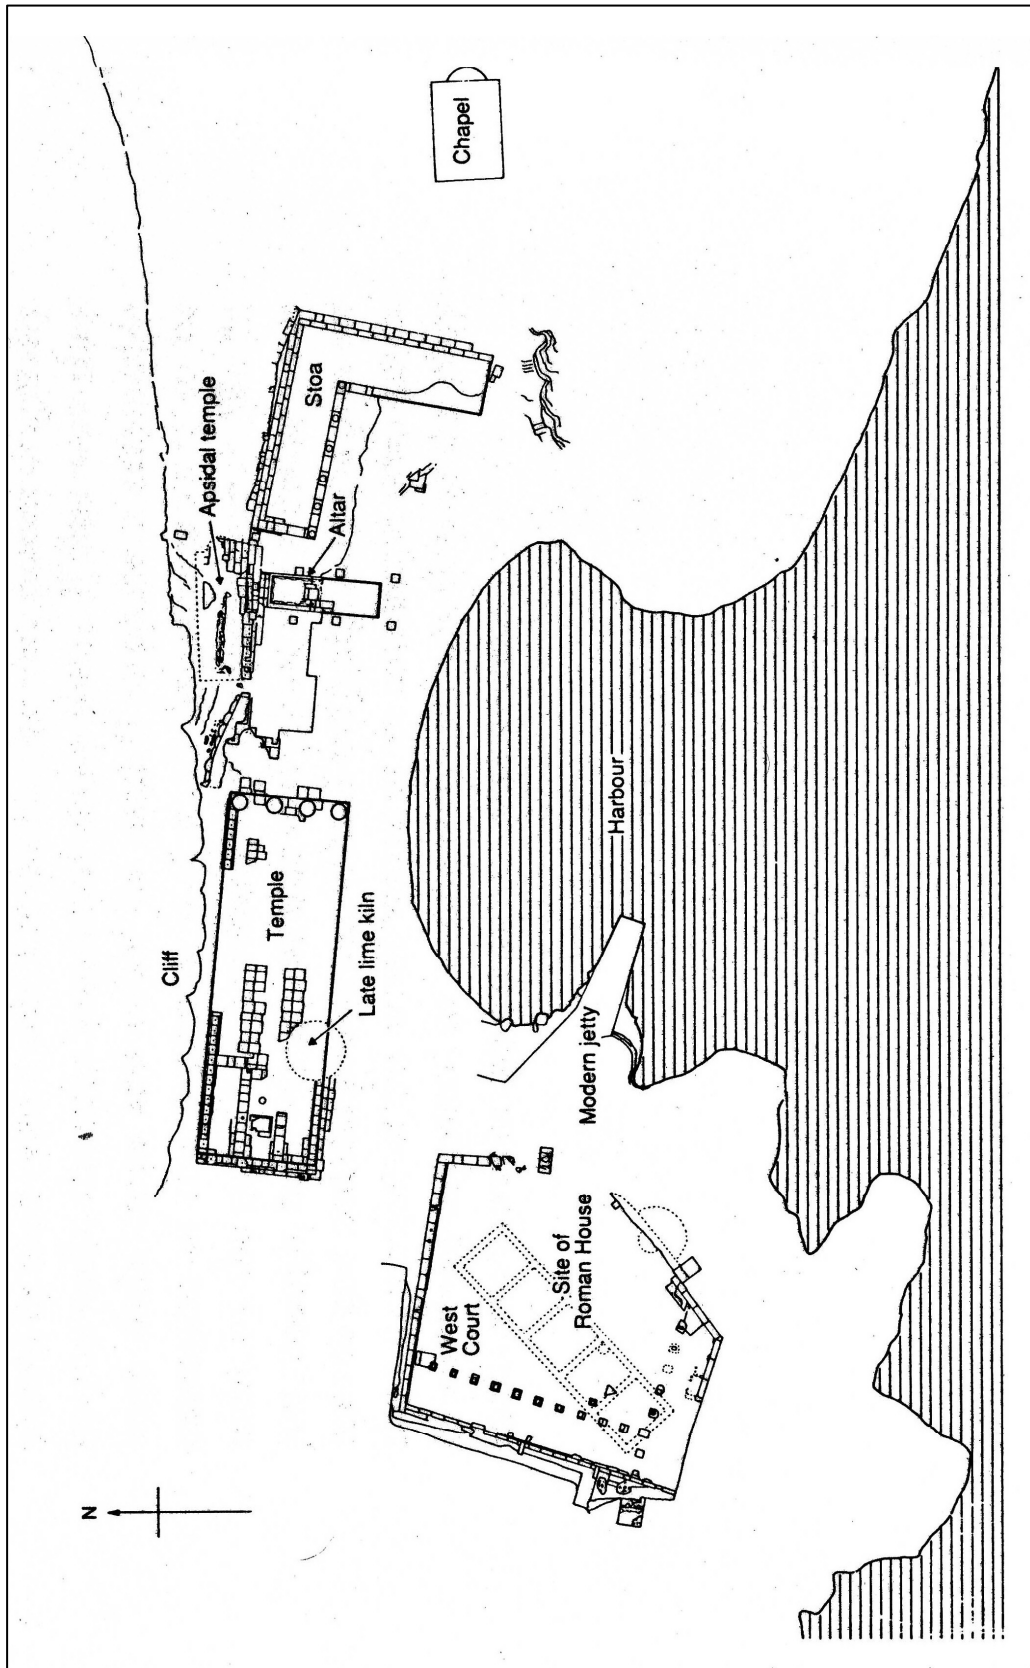 N
Cliff
Apsidal temple
Temple
Late lime kiln
Altar
Stoa
Chapel
West
Court
Site of
Roman House
Modern jetty
Harbour